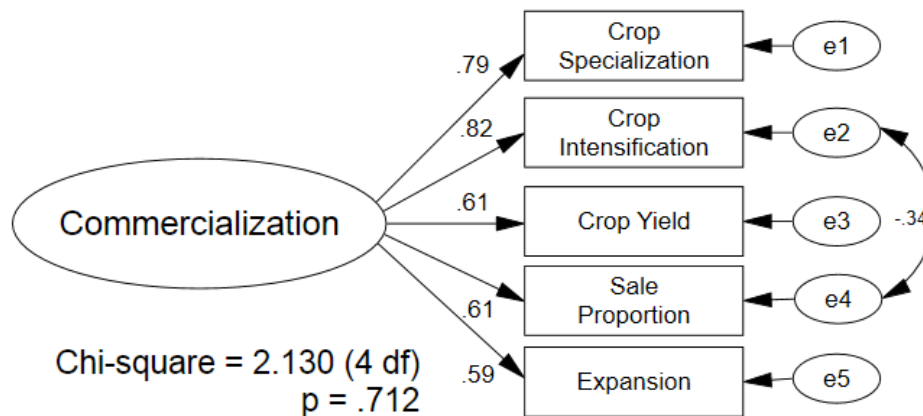 Crop
Specialization
e1
.79
Crop
Intensification
e2
.82
Commercialization
.61
Crop Yield
e3
-.34
Sale
Proportion
e4
.61
Expansion
e5
.59
Chi-square = 2.130 (4 df)
p = .712